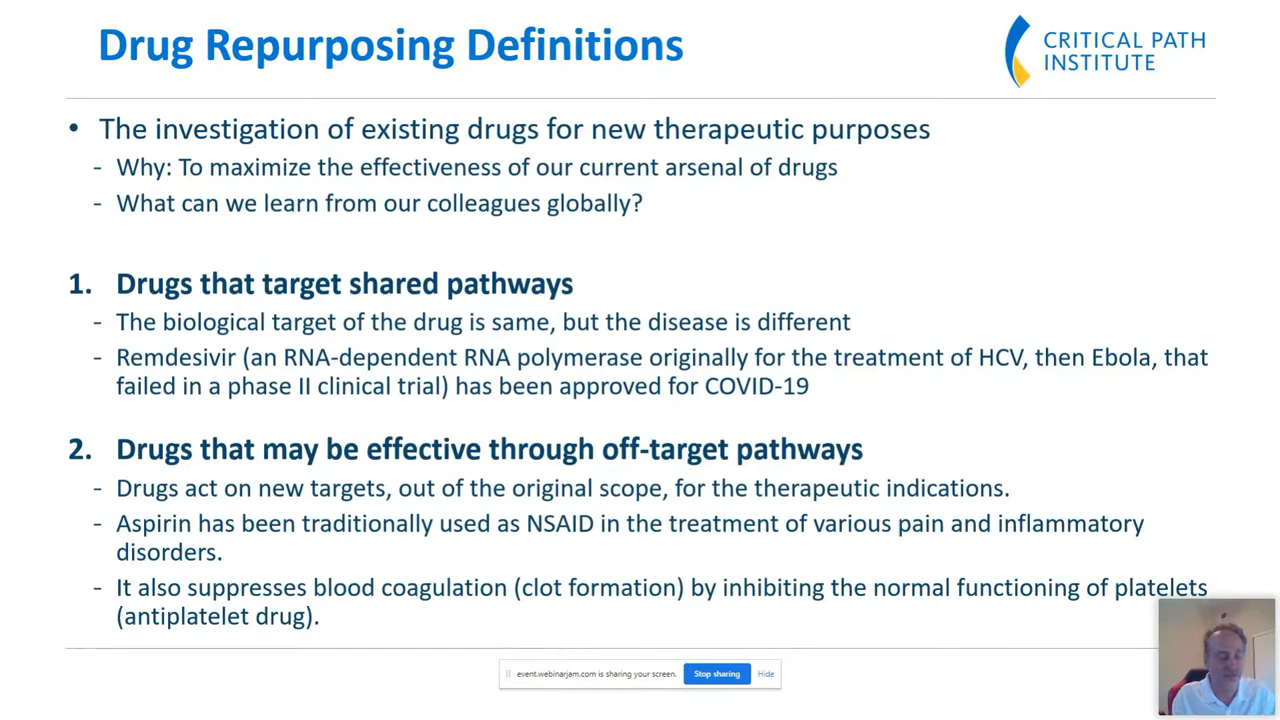 Drug Repurposing Definitions
CRITICAL PATH
INSTITUTE
• The investigation of existing drugs for new therapeutic purposes
- Why: To maximize the effectiveness of our current arsenal of drugs
- What can we learn from our colleagues globally?
1. Drugs that target shared pathways
- The biological target of the drug is same, but the disease is different
- Remdesivir (an RNA-dependent RNA polymerase originally for the treatment of HCV, then Ebola, that
failed in a phase II clinical trial) has been approved for COVID-19
2. Drugs that may be effective through off-target pathways
- Drugs act on new targets, out of the original scope, for the therapeutic indications.
- Aspirin has been traditionally used as NSAID in the treatment of various pain and inflammatory
disorders.
- It also suppresses blood coagulation (clot formation) by inhibiting the normal functioning of platelets
(antiplatelet drug).
event.webinarjam.com is sharing your screen. Stop sharing Hide